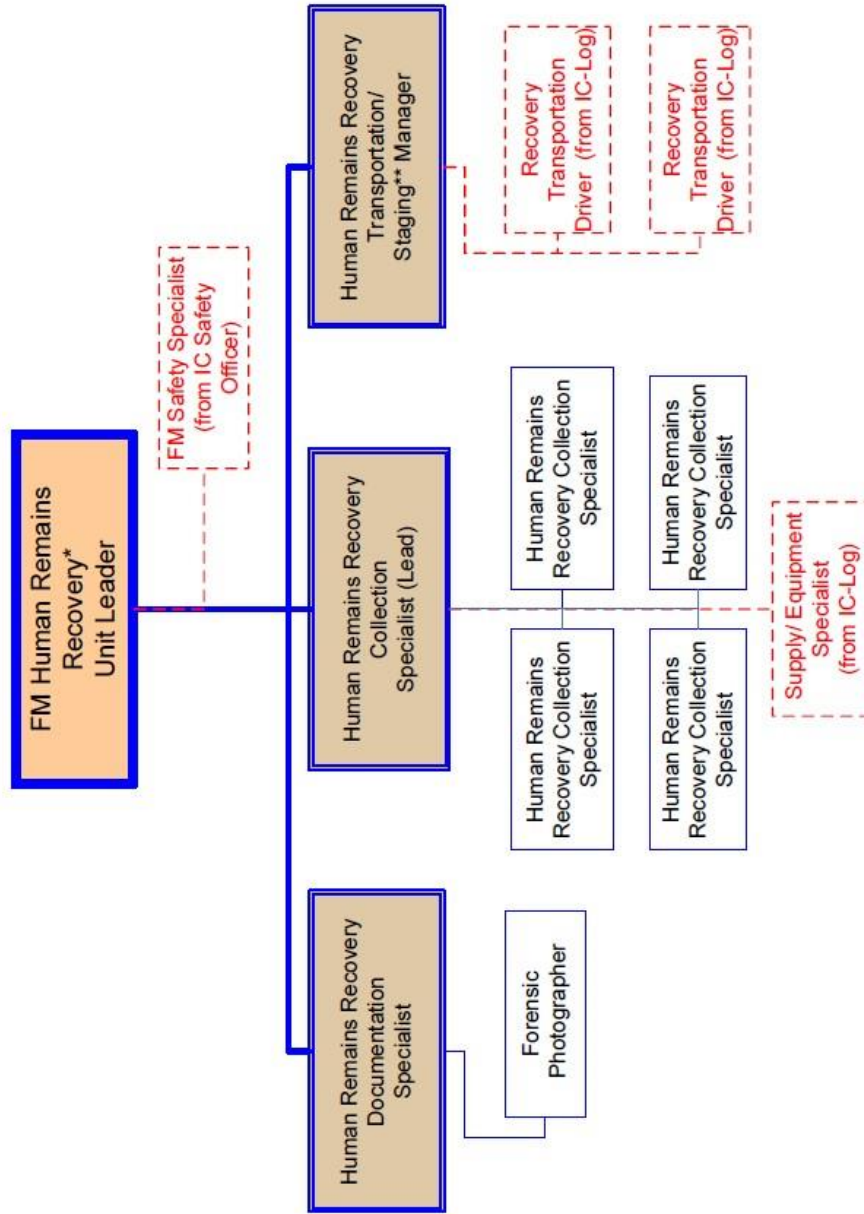 FM Human Remains
Recovery*
Unit Leader
FM Safety Specialist
(from IC Safety
Officer)
Human Remains Recovery
Documentation
Specialist
Human Remains Recovery
Collection
Specialist (Lead)
Human Remains Recovery
Transportation/
Staging** Manager
Forensic
Photographer
Human Remains
Recovery Collection
Specialist
Human Remains
Recovery Collection
Specialist
Recovery
Transportation
Driver (from IC-Log)
Human Remains
Recovery Collection
Specialist
Human Remains
Recovery Collection
Specialist
Recovery
Transportation
Driver (from IC-Log)
Supply/ Equipment
Specialist
(from IC-Log)